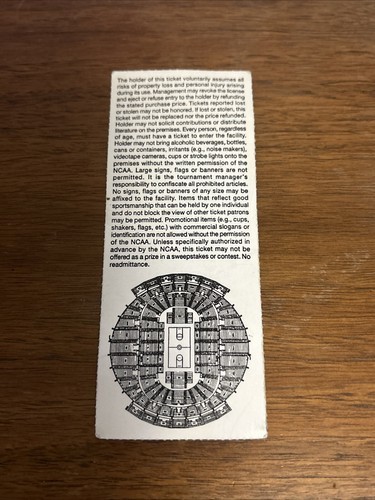 The holder of this ticket voluntarily assumes all
risks of property loss and personal injury arising
during its use. Management may revoke the license
and eject or refuse entry to the holder by refunding
the stated purchase price. Tickets reported lost
or stolen may not be honored. If lost or stolen, this
ticket will not be replaced nor the price refunded.
Holder may not solicit contributions or distribute
literature on the premises. Every person, regardless
of age, must have a ticket to enter the facility.
Holder may not bring alcoholic beverages, bottles,
cans or containers, irritants (e.g., noise makers),
videotape cameras, cups or strobe lights onto the
premises without the written permission of the
NCAA. Large signs, flags or banners are not
permitted. It is the tournament manager's
responsibility to confiscate all prohibited articles.
No signs, flags or banners of any size may be
affixed to the facility. Items that reflect good
sportsmanship that can be held by one individual
and do not block the view of other ticket patrons
may be permitted. Promotional items (e.g., cups,
shakers, flags, etc.) with commercial slogans or
identification are not allowed without the permission
of the NCAA. Unless specifically authorized in
advance by the NCAA, this ticket may not be
offered as a prize in a sweepstakes or contest. No
readmittance.